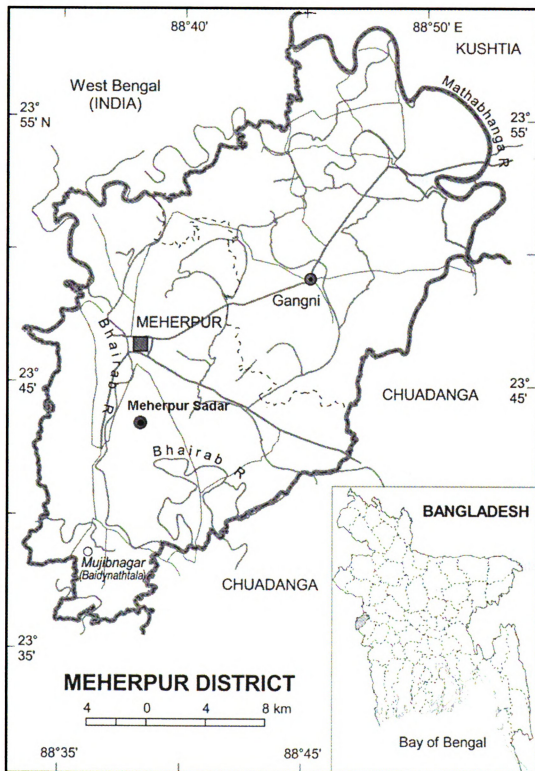 88°40'
88°50' E
KUSHTIA
West Bengal
(INDIA)
Mathabhanga R
23°
55' N
23°
55'
Gangni
MEHERPUR
Bhairab R
23°
45'
CHUADANGA
23°
45'
Meherpur Sadar
Bhairab R
BANGLADESH
Mujibnagar
(Baidynathtala)
CHUADANGA
23°
35'
MEHERPUR DISTRICT
4 0 4 8 km
Bay of Bengal
88°35'
88°45'